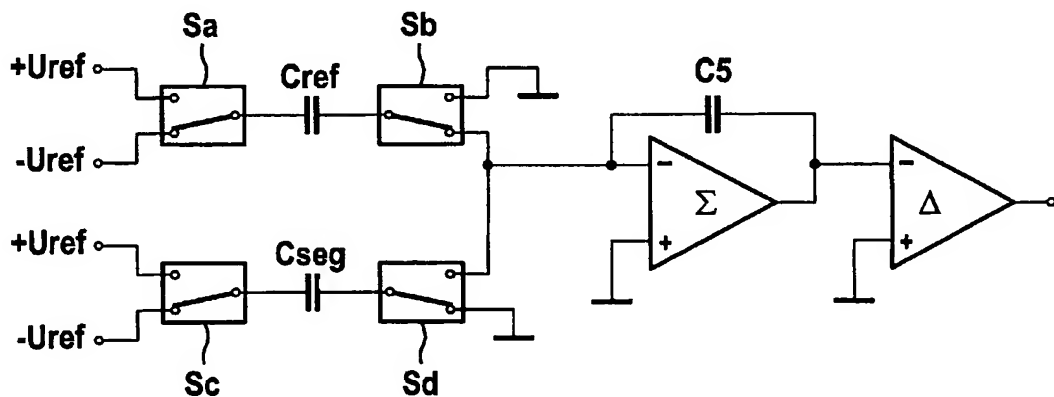 Sa
Sb
+Uref
Cref
C5
-Uref
−
+
Σ
−
+
Δ
+Uref
Cseg
-Uref
Sc
Sd